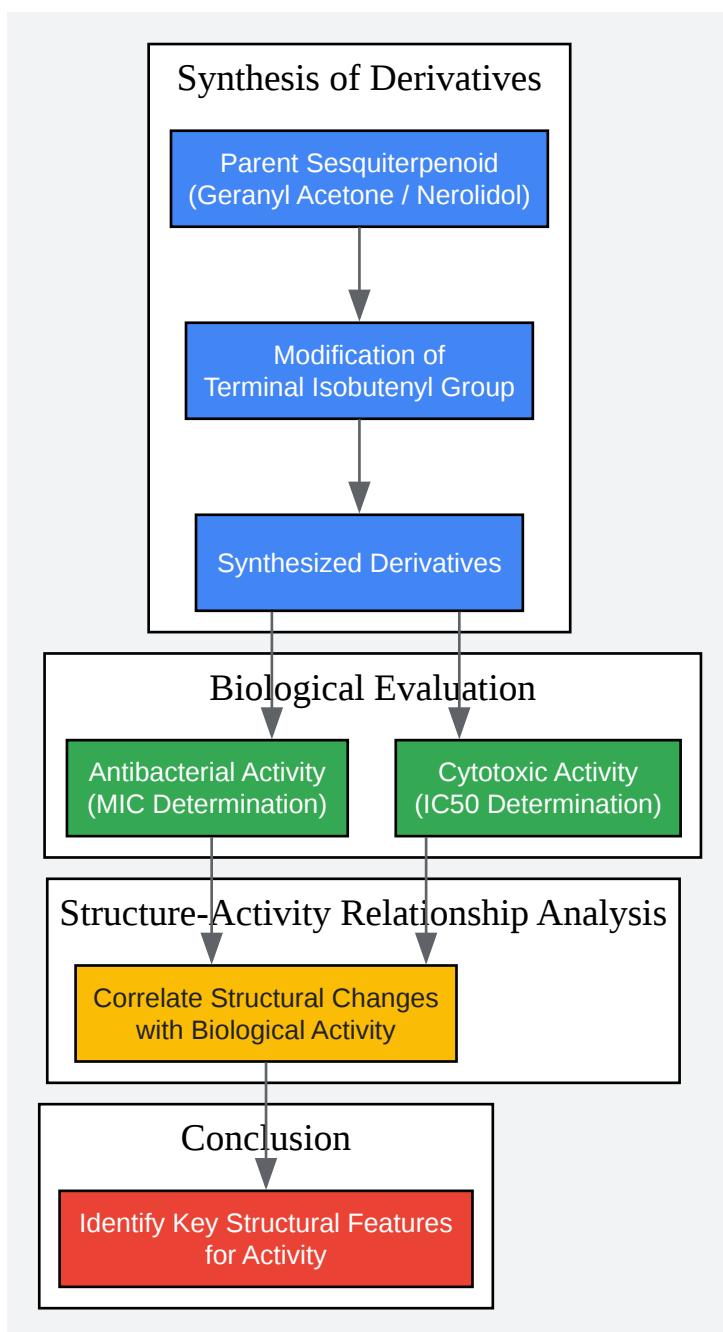 Synthesis of Derivatives
Parent Sesquiterpenoid
(Geranyl Acetone / Nerolidol)
Modification of
Terminal Isobutenyl Group
Synthesized Derivatives
Biological Evaluation
Antibacterial Activity
(MIC Determination)
Cytotoxic Activity
(IC50 Determination)
Structure-Activity Relationship Analysis
Correlate Structural Changes
with Biological Activity
Conclusion
Identify Key Structural Features
for Activity